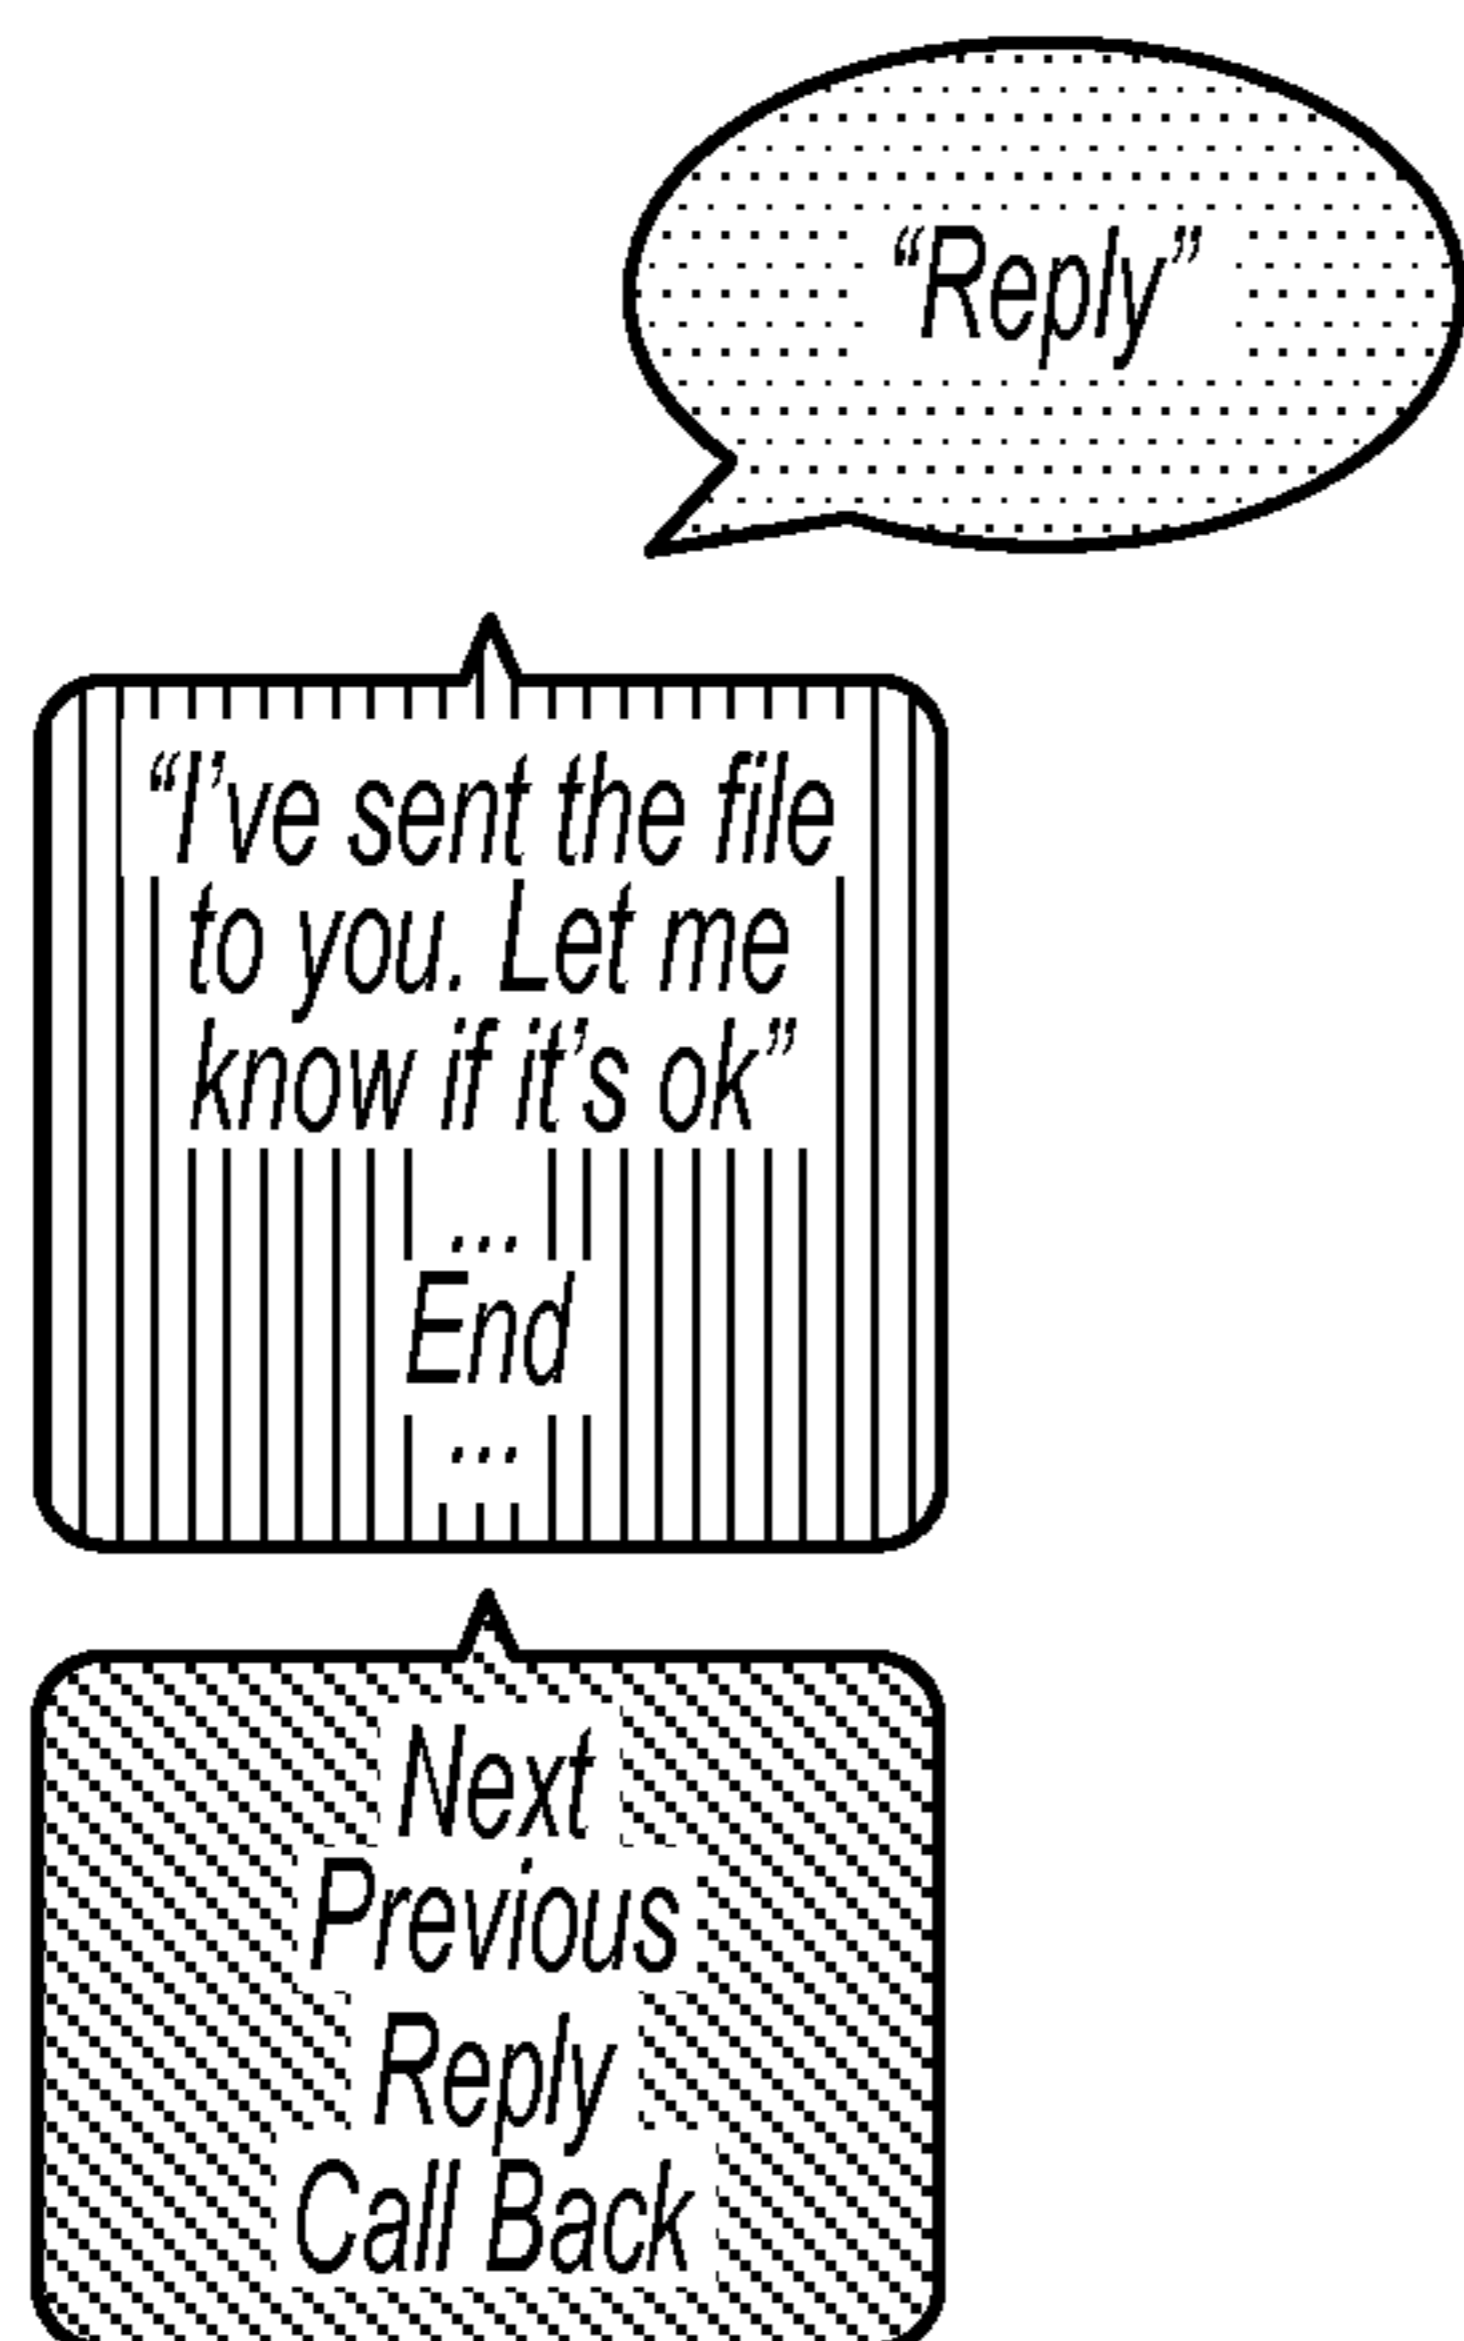 “Reply”
“I’ve sent the file
to you. Let me
know if it’s ok”
...
End
...
Next
Previous
Reply
Call Back